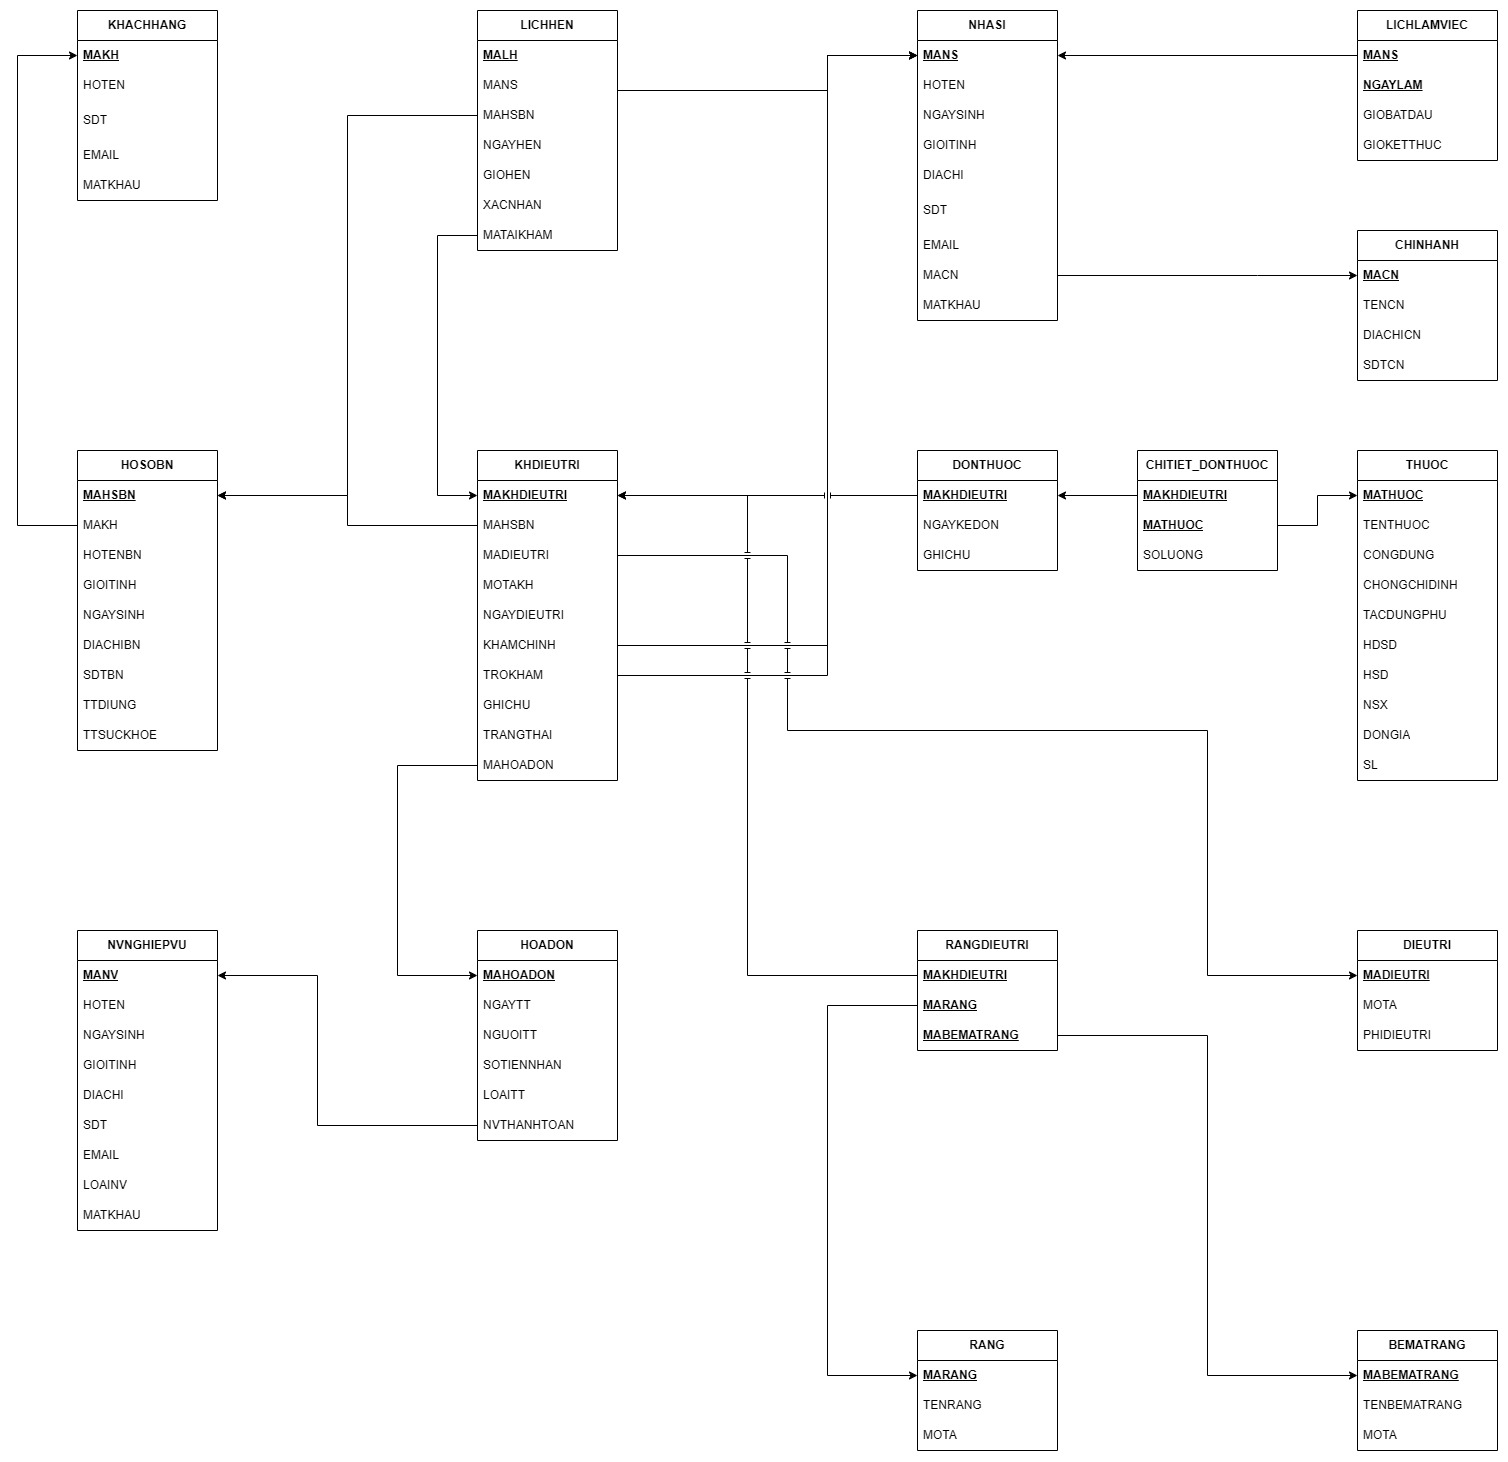 KHACHHANG
MAKH
HOTEN
SDT
EMAIL
MATKHAU
LICHHEN
MALH
MANS
MAHSBN
NGAYHEN
GIOHEN
XACNHAN
MATAIKHAM
NHASI
MANS
HOTEN
NGAYSINH
GIOITINH
DIACHI
SDT
EMAIL
MACN
MATKHAU
LICHLAMVIEC
MANS
NGAYLAM
GIOBATDAU
GIOKETTHUC
CHINHANH
MACN
TENCN
DIACHICN
SDTCN
HOSOBN
MAHSBN
MAKH
HOTENBN
GIOITINH
NGAYSINH
DIACHIBN
SDTBN
TTDIUNG
TTSUCKHOE
KHDIEUTRI
MAKHDIEUTRI
MAHSBN
MADIEUTRI
MOTAKH
NGAYDIEUTRI
KHAMCHINH
TROKHAM
GHICHU
TRANGTHAI
MAHOADON
DONTHUOC
MAKHDIEUTRI
NGAYKEDON
GHICHU
CHITIET_DONTHUOC
MAKHDIEUTRI
MATHUOC
SOLUONG
THUOC
MATHUOC
TENTHUOC
CONGDUNG
CHONGCHIDINH
TACDUNGPHU
HDSD
HSD
NSX
DONGIA
SL
NVNGHIEPVU
MANV
HOTEN
NGAYSINH
GIOITINH
DIACHI
SDT
EMAIL
LOAINV
MATKHAU
HOADON
MAHOADON
NGAYTT
NGUOITT
SOTIENNHAN
LOAITT
NVTHANHTOAN
RANGDIEUTRI
MAKHDIEUTRI
MARANG
MABEMATRANG
DIEUTRI
MADIEUTRI
MOTA
PHIDIEUTRI
RANG
MARANG
TENRANG
MOTA
BEMATRANG
MABEMATRANG
TENBEMATRANG
MOTA